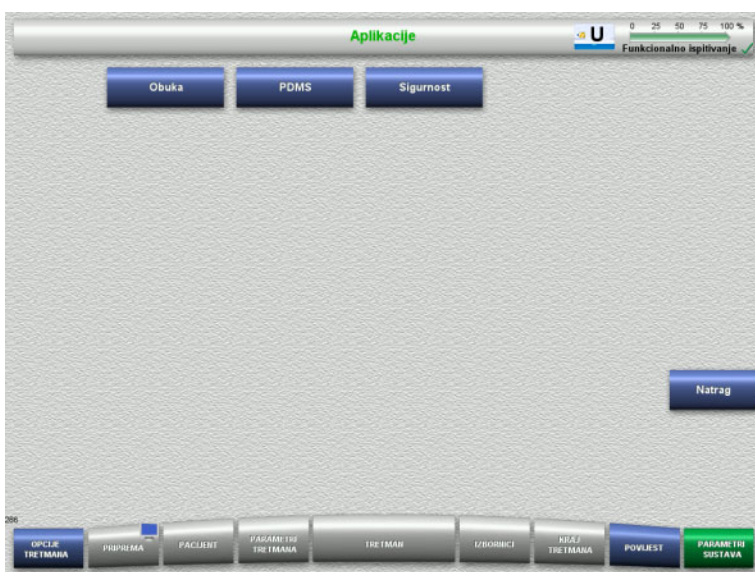 Aplikacije
U
0 25 50 75 100 %
Funkcionalno ispitivanje
Obuka PDMS Sigurnost
Natrag
286
OPCIJE
TRETMANA
PRIPREMA
PACIJENT
PARAMETRI
TRETMANA
TRETMAN
IZBORNICI
KRAJ
TRETMANA
POVIJEST
PARAMETRI
SUSTAVA